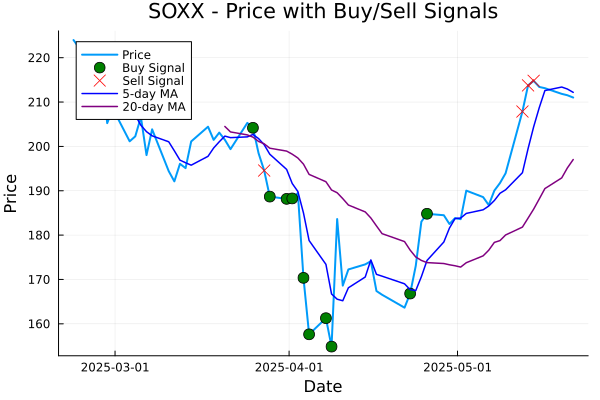 SOXX - Price with Buy/Sell Signals
Price
Buy Signal
Sell Signal
5-day MA
20-day MA
220
210
200
190
180
170
160
Price
2025-03-01
2025-04-01
2025-05-01
Date